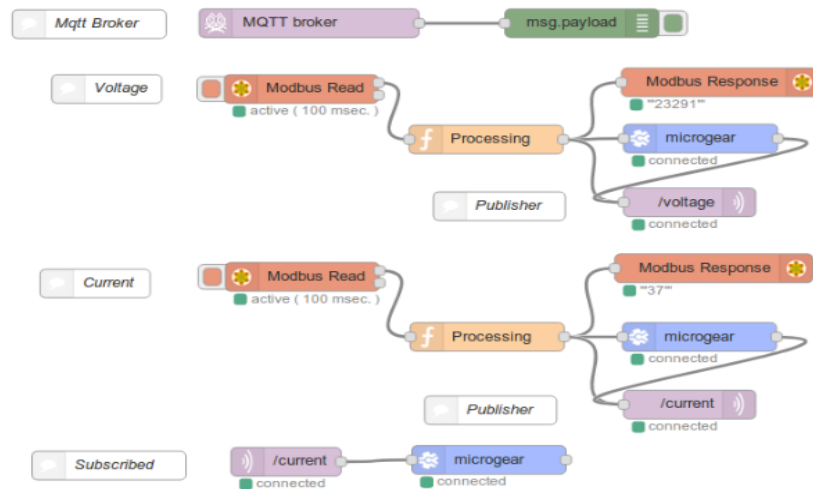 Mqtt Broker
MQTT broker
msg.payload
Voltage
Modbus Read
active ( 100 msec. )
Modbus Response
"'23291'"
Processing
microgear
connected
Publisher
/voltage
connected
Current
Modbus Read
active ( 100 msec. )
Modbus Response
"'37'"
Processing
microgear
connected
Publisher
/current
connected
Subscribed
/current
connected
microgear
connected